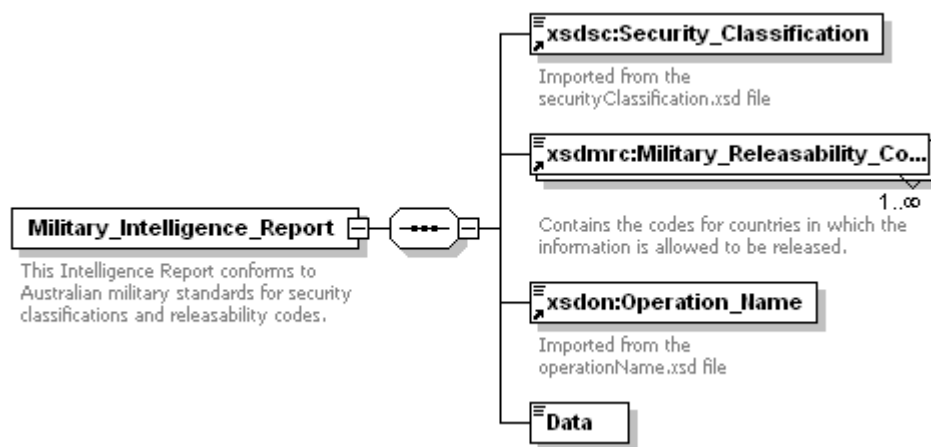 xsdsc:Security_Classification
Imported from the
securityClassification.xsd file
xsdmrc:Military_Releasability_Co...
1..∞
Contains the codes for countries in which the
information is allowed to be released.
Military_Intelligence_Report
This Intelligence Report conforms to
Australian military standards for security
classifications and releasability codes.
xsdon:Operation_Name
Imported from the
operationName.xsd file
Data